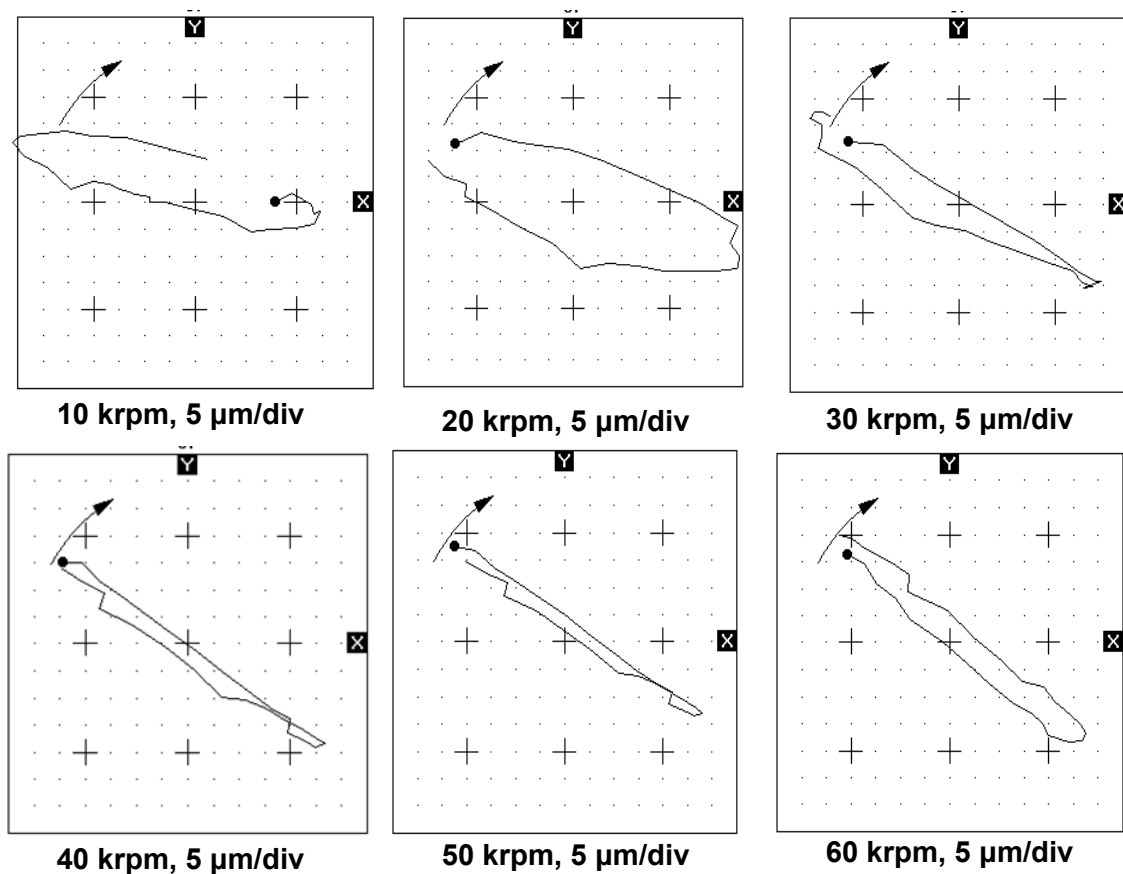 Y Y Y
X X X
10 krpm, 5 µm/div 20 krpm, 5 µm/div 30 krpm, 5 µm/div
Y Y Y
X X X
40 krpm, 5 µm/div 50 krpm, 5 µm/div 60 krpm, 5 µm/div